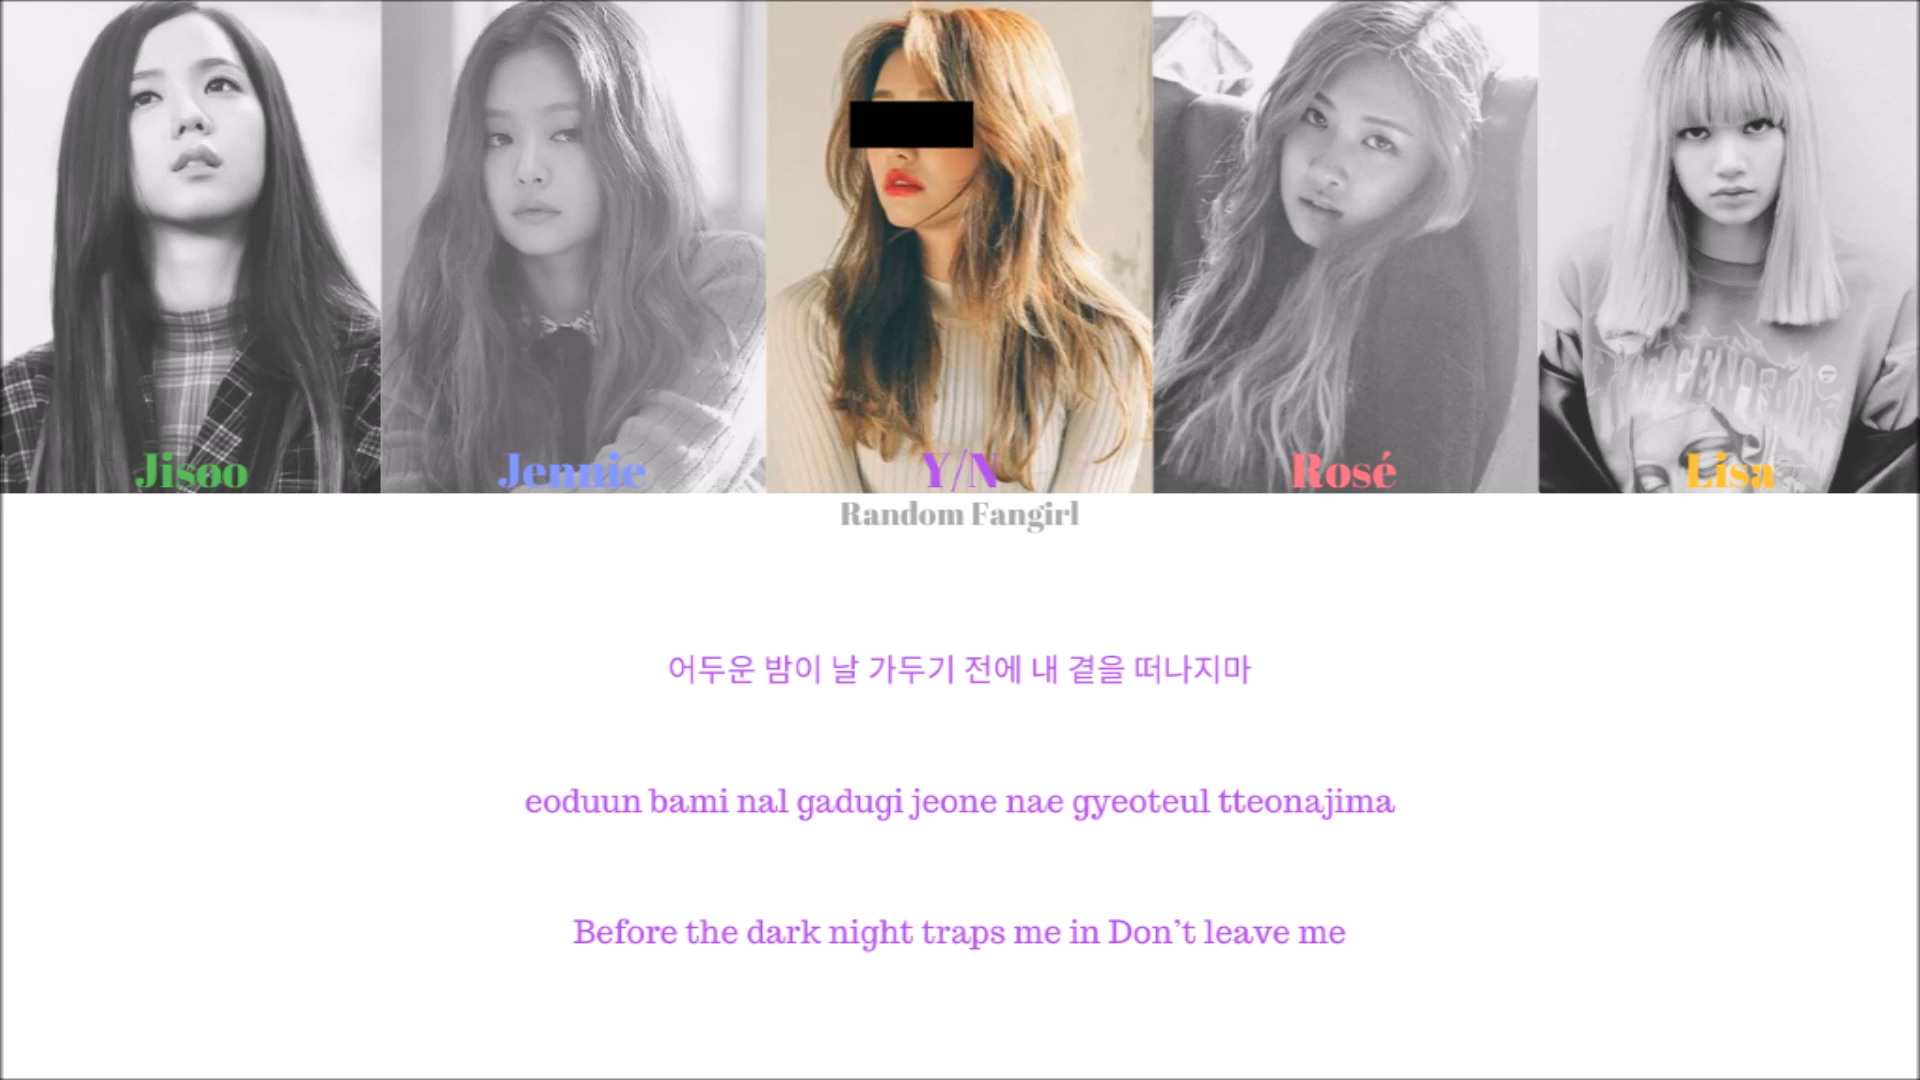 Jisoo
Jennie
Y/N
Rosé
Lisa
Random Fangirl
어두운 밤이 날 가두기 전에 내 곁을 떠나지마
eoduun bami nal gadugi jeone nae gyeoteul tteonajima
Before the dark night traps me in Don't leave me